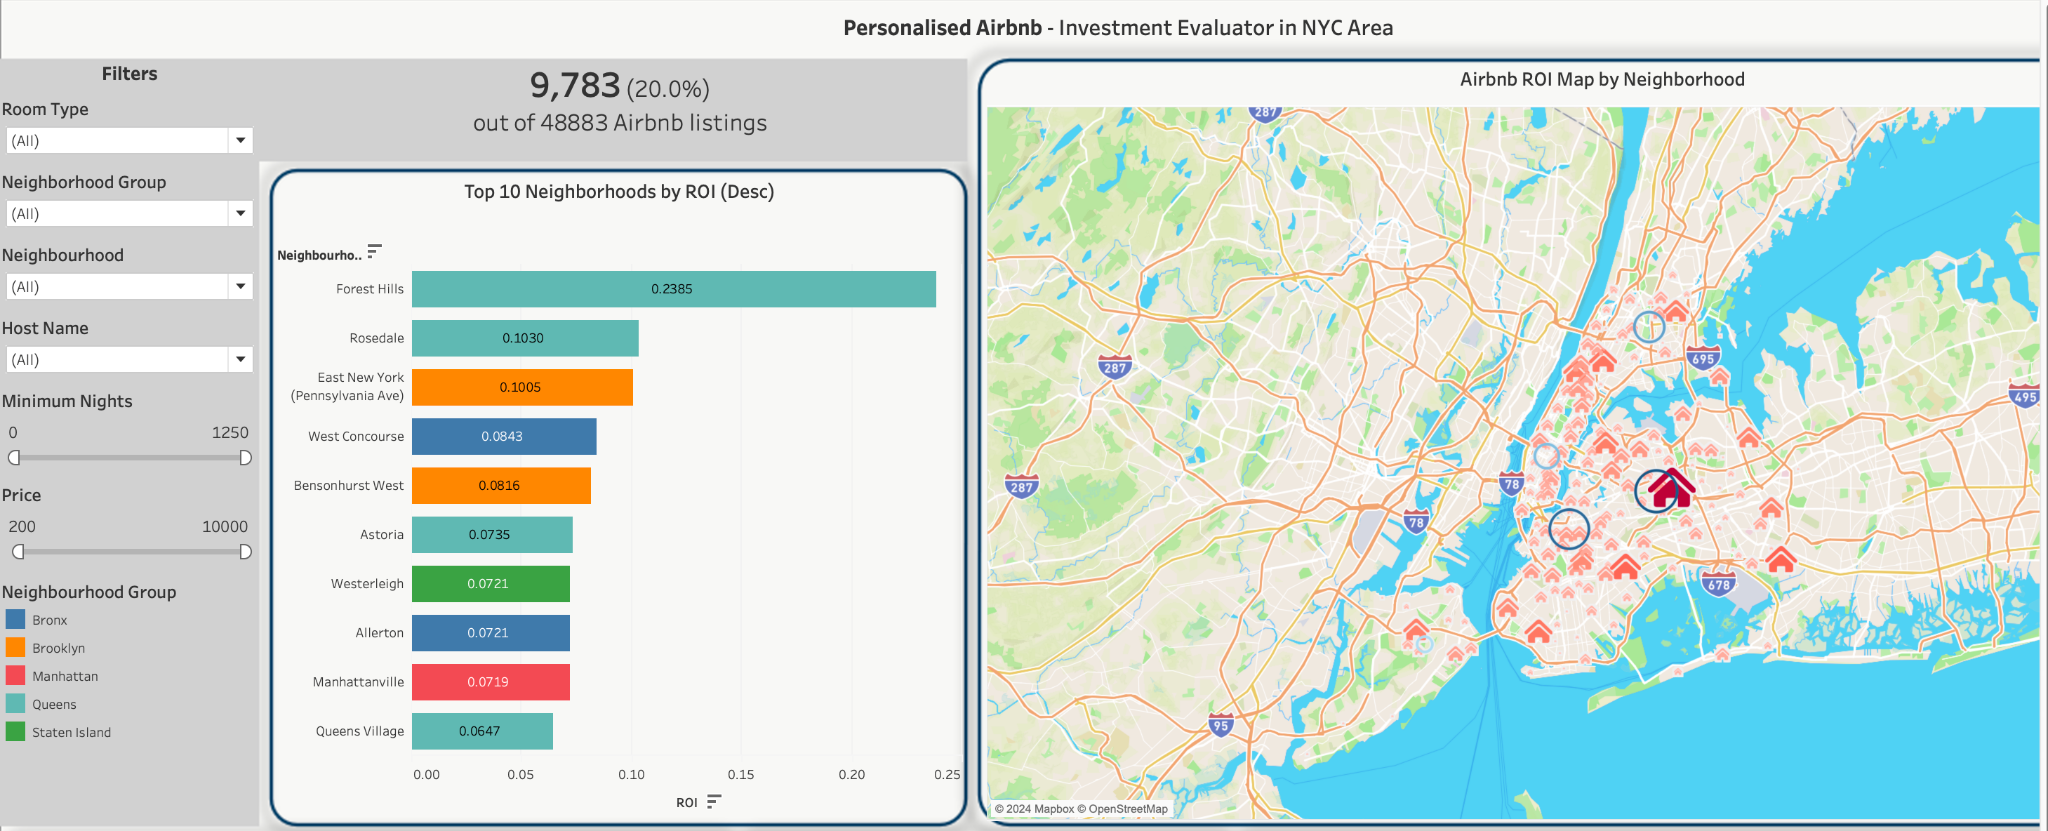 Personalised Airbnb - Investment Evaluator in NYC Area
Filters
Room Type
(All)
Neighborhood Group
(All)
Neighbourhood
(All)
Host Name
(All)
Minimum Nights
0 1250
Price
200 10000
Neighbourhood Group
Bronx
Brooklyn
Manhattan
Queens
Staten Island
9,783 (20.0%)
out of 48883 Airbnb listings
Top 10 Neighborhoods by ROI (Desc)
Neighbourho..
Forest Hills 0.2385
Rosedale 0.1030
East New York
(Pennsylvania Ave) 0.1005
West Concourse 0.0843
Bensonhurst West 0.0816
Astoria 0.0735
Westerleigh 0.0721
Allerton 0.0721
Manhattanville 0.0719
Queens Village 0.0647
0.00 0.05 0.10 0.15 0.20 0.25
ROI
Airbnb ROI Map by Neighborhood
287
695
287
495
287
78
78
678
95
© 2024 Mapbox © OpenStreetMap